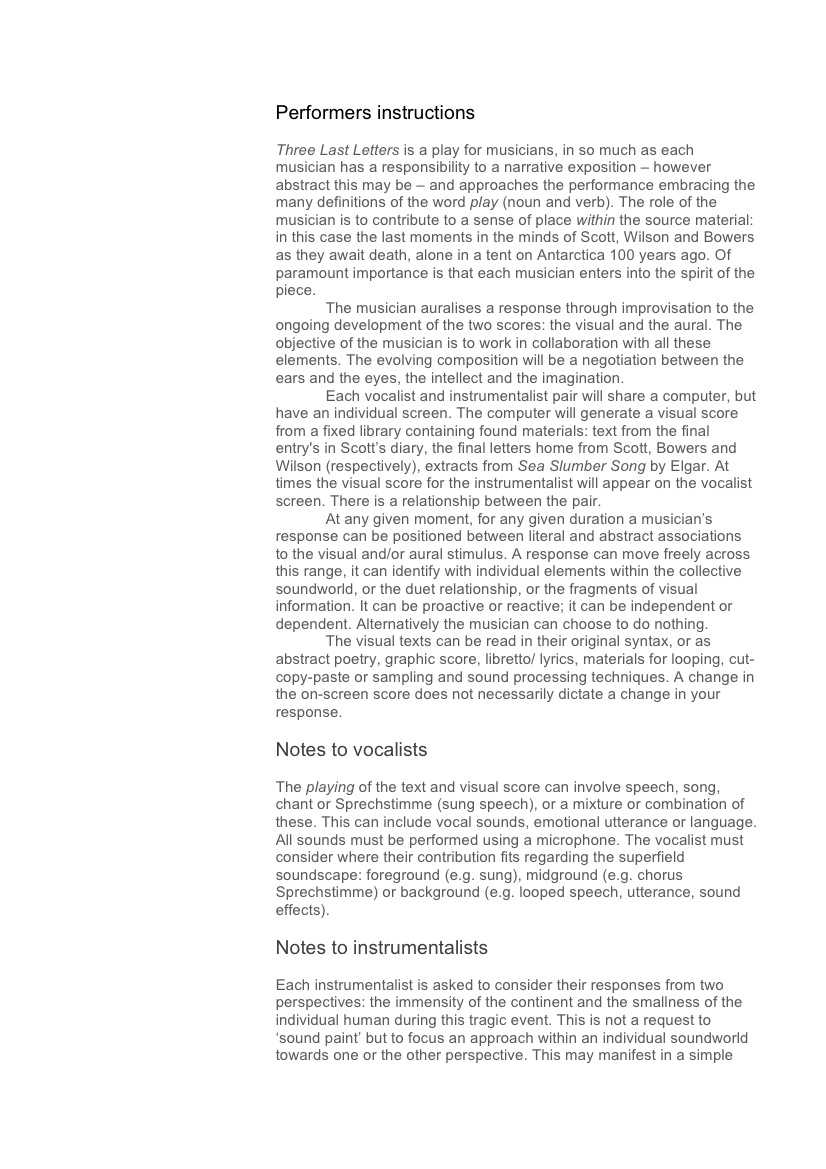 Performers instructions
Three Last Letters is a play for musicians, in so much as each
musician has a responsibility to a narrative exposition – however
abstract this may be – and approaches the performance embracing the
many definitions of the word play (noun and verb). The role of the
musician is to contribute to a sense of place within the source material:
in this case the last moments in the minds of Scott, Wilson and Bowers
as they await death, alone in a tent on Antarctica 100 years ago. Of
paramount importance is that each musician enters into the spirit of the
piece.
The musician auralises a response through improvisation to the
ongoing development of the two scores: the visual and the aural. The
objective of the musician is to work in collaboration with all these
elements. The evolving composition will be a negotiation between the
ears and the eyes, the intellect and the imagination.
Each vocalist and instrumentalist pair will share a computer, but
have an individual screen. The computer will generate a visual score
from a fixed library containing found materials: text from the final
entry's in Scott's diary, the final letters home from Scott, Bowers and
Wilson (respectively), extracts from Sea Slumber Song by Elgar. At
times the visual score for the instrumentalist will appear on the vocalist
screen. There is a relationship between the pair.
At any given moment, for any given duration a musician's
response can be positioned between literal and abstract associations
to the visual and/or aural stimulus. A response can move freely across
this range, it can identify with individual elements within the collective
soundworld, or the duet relationship, or the fragments of visual
information. It can be proactive or reactive; it can be independent or
dependent. Alternatively the musician can choose to do nothing.
The visual texts can be read in their original syntax, or as
abstract poetry, graphic score, libretto/ lyrics, materials for looping, cut-
copy-paste or sampling and sound processing techniques. A change in
the on-screen score does not necessarily dictate a change in your
response.
Notes to vocalists
The playing of the text and visual score can involve speech, song,
chant or Sprechstimme (sung speech), or a mixture or combination of
these. This can include vocal sounds, emotional utterance or language.
All sounds must be performed using a microphone. The vocalist must
consider where their contribution fits regarding the superfield
soundscape: foreground (e.g. sung), midground (e.g. chorus
Sprechstimme) or background (e.g. looped speech, utterance, sound
effects).
Notes to instrumentalists
Each instrumentalist is asked to consider their responses from two
perspectives: the immensity of the continent and the smallness of the
individual human during this tragic event. This is not a request to
‘sound paint’ but to focus an approach within an individual soundworld
towards one or the other perspective. This may manifest in a simple